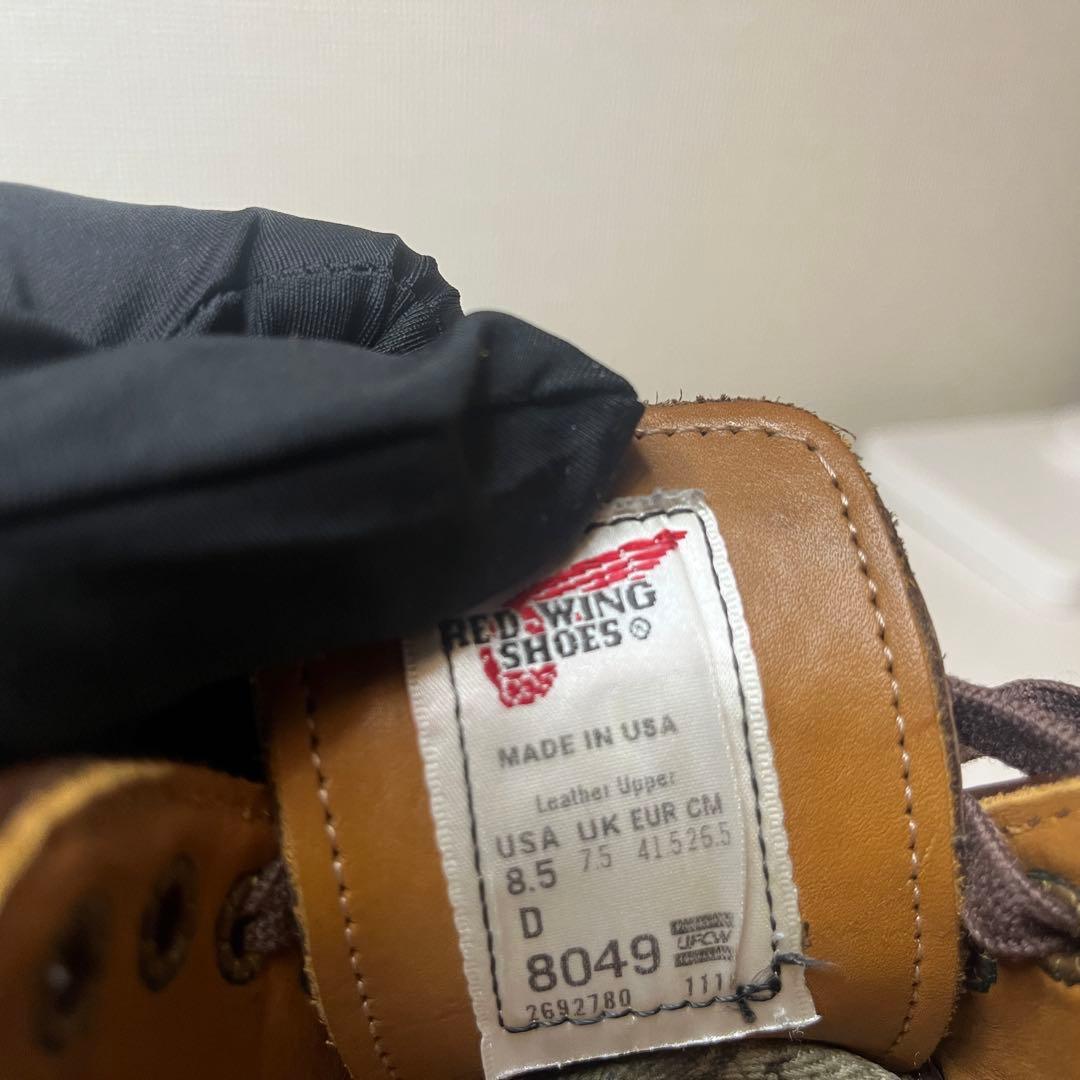 RED WING
SHOES®
MADE IN USA
Leather Upper
USA UK EUR CM
8.5 7.5 41.5 26.5
D
8049 UFCW
2692780